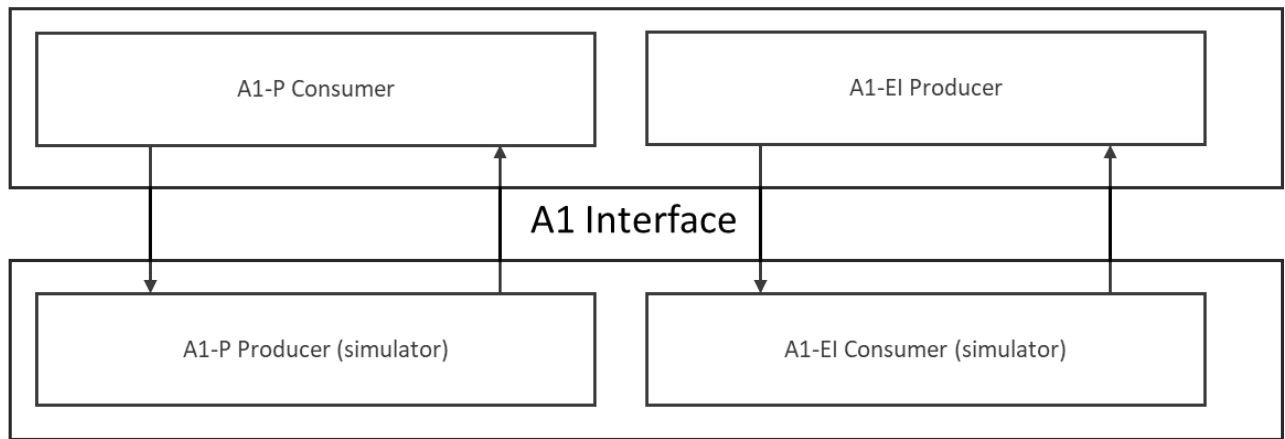 A1-P Consumer
A1-EI Producer
A1 Interface
A1-P Producer (simulator)
A1-EI Consumer (simulator)